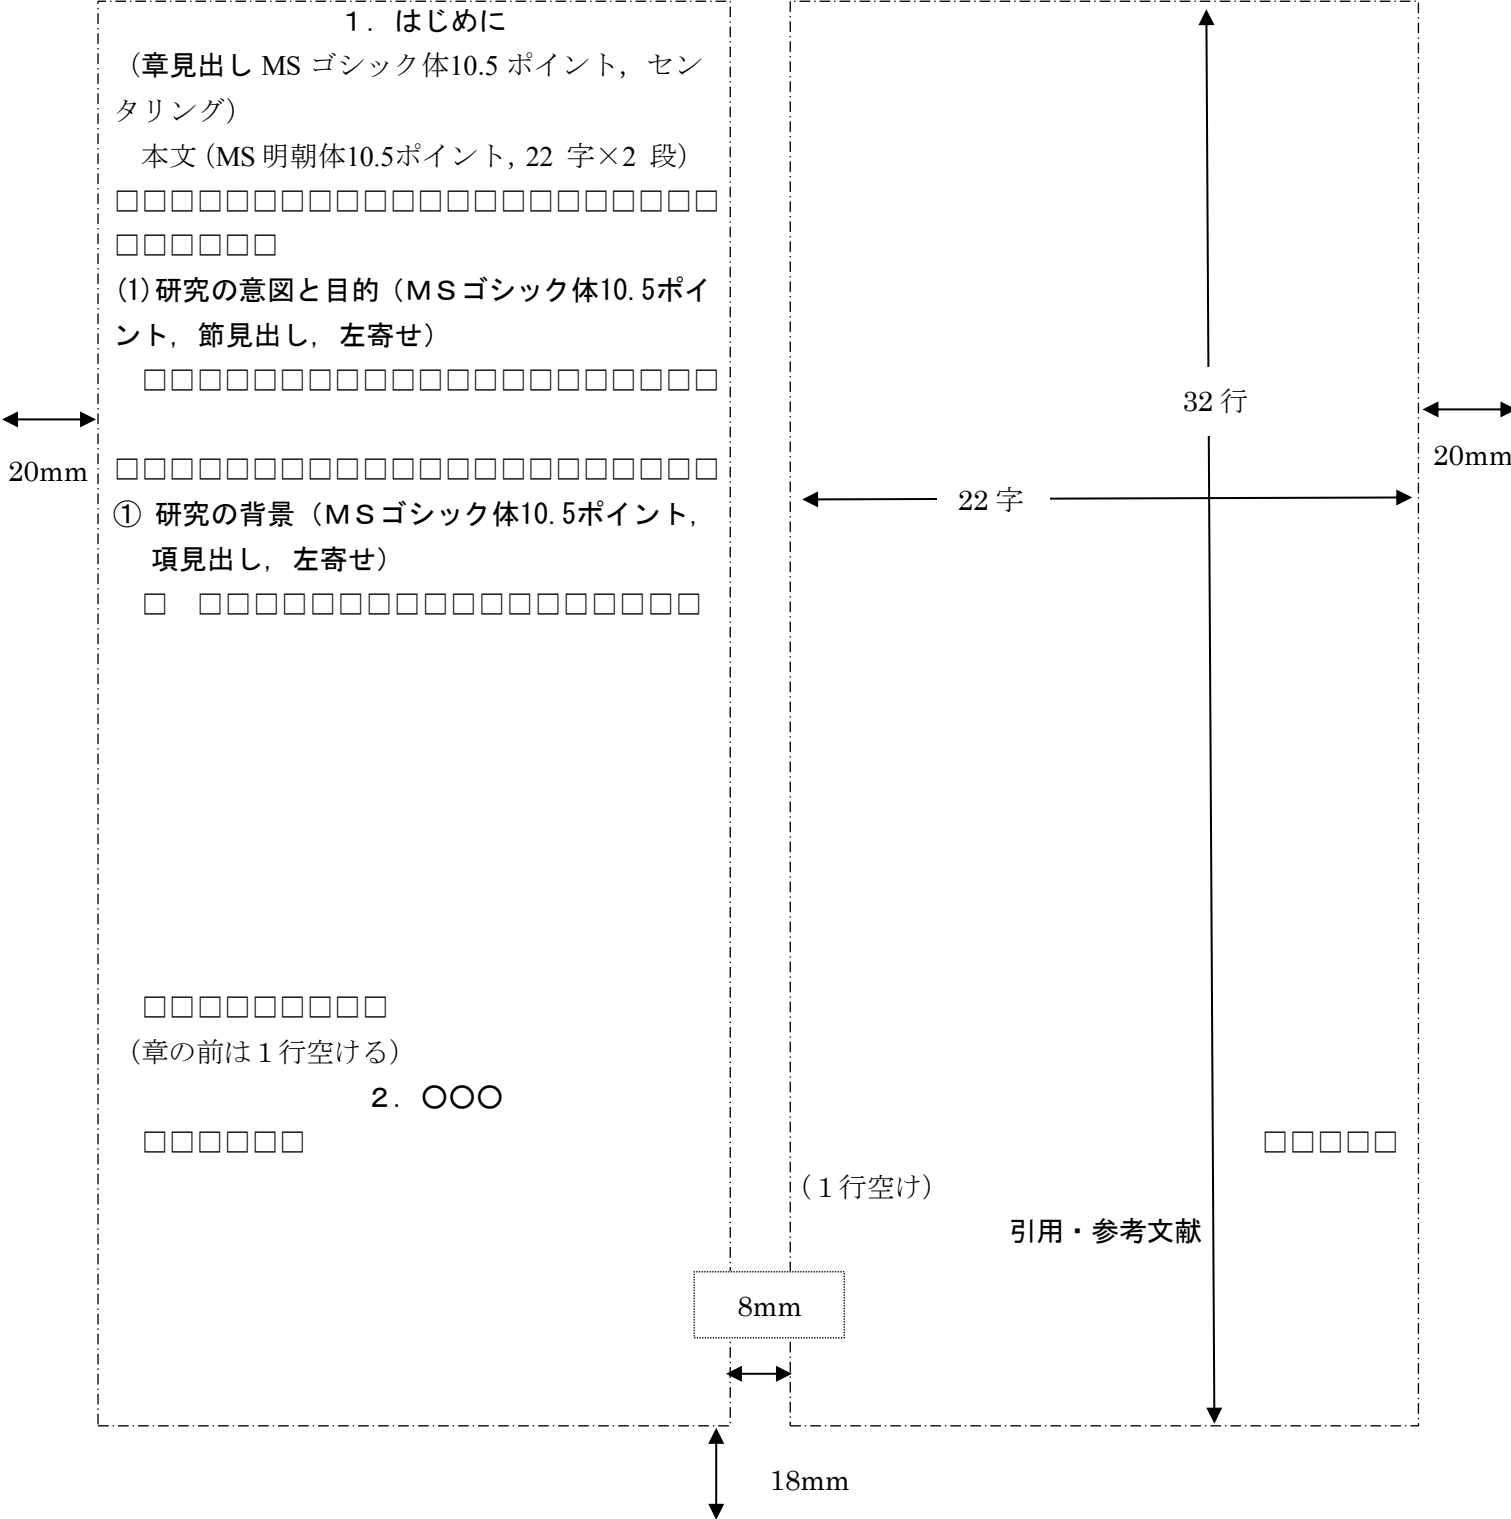 １．はじめに
（章見出し MS ゴシック体10.5 ポイント，セン
タリング）
本文（MS 明朝体10.5ポイント, 22 字×2 段）
□□□□□□□□□□□□□□□□□□□□□□
□□□□□□
(1)研究の意図と目的（ＭＳゴシック体10.5ポイ
ント，節見出し，左寄せ）
□□□□□□□□□□□□□□□□□□□□□
20mm
□□□□□□□□□□□□□□□□□□□□□□
① 研究の背景（ＭＳゴシック体10.5ポイント，
項見出し，左寄せ）
□　□□□□□□□□□□□□□□□□□□
□□□□□□□□□
（章の前は１行空ける）
２．○○○
□□□□□□
32 行
20mm
22 字
□□□□□
（１行空け）
引用・参考文献
8mm
18mm